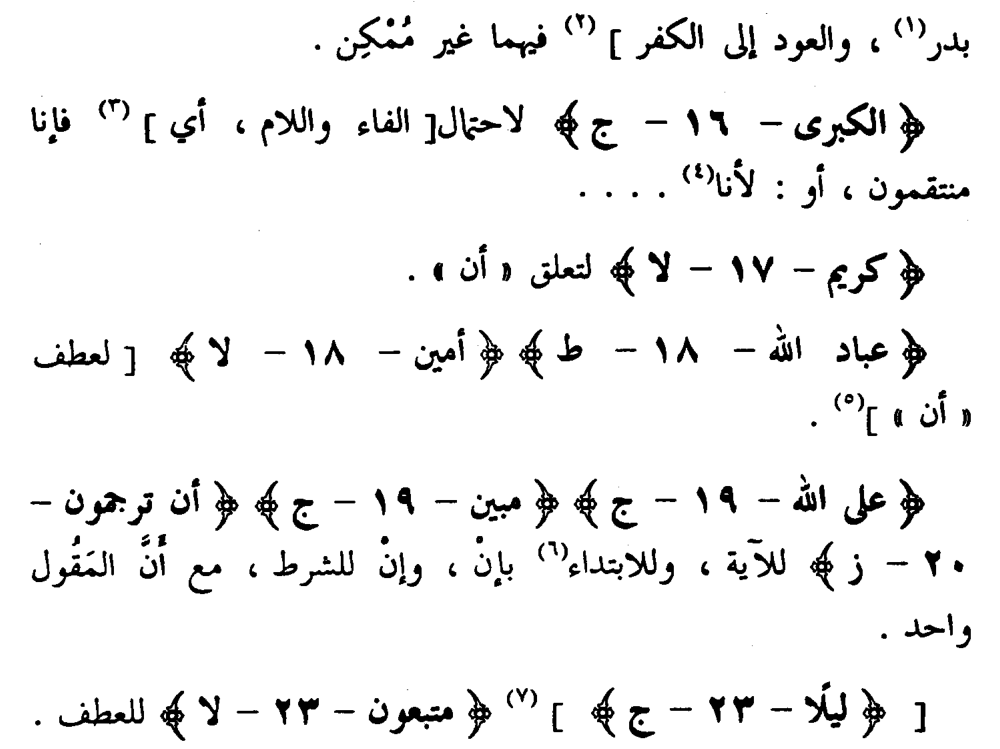 بدر(١) ، والعود إلى الكفر ](٢) فيهما غير مُمْكِن .
﴿ الكبرى – ١٦ – ج ﴾ لاحتمال[ الفاء واللام ، أي ](٣) فإنا
منتقمون ، أو : لأنا(٤) . . . .
﴿ كريم – ١٧ – لا ﴾ لتعلق « أن » .
﴿ عباد الله – ١٨ – ط ﴾ ﴿ أمين – ١٨ – لا ﴾ [ لعطف
« أن » ](٥) .
﴿ على الله – ١٩ – ج ﴾ ﴿ مبين – ١٩ – ج ﴾ ﴿ أن ترجمون –
٢٠ – ز ﴾ للآية ، وللابتداء(٦) بإنْ ، وإنْ للشرط ، مع أَنَّ المَقُول
واحد .
[ ﴿ ليلًا – ٢٣ – ج ﴾ ](٧) ﴿ متبعون – ٢٣ – لا ﴾ للعطف .